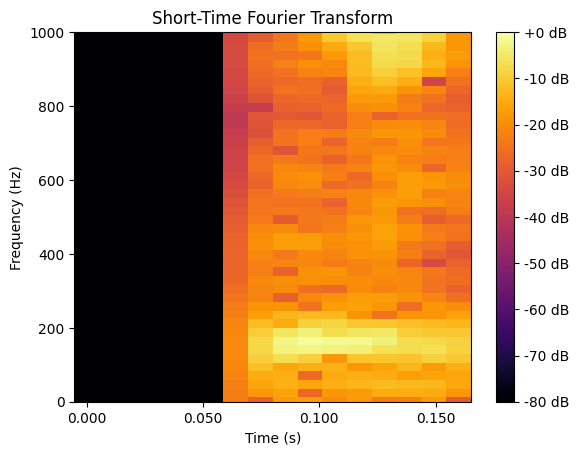 Short-Time Fourier Transform
1000
800
600
400
200
0
Frequency (Hz)
0.000
0.050
0.100
0.150
Time (s)
+0 dB
-10 dB
-20 dB
-30 dB
-40 dB
-50 dB
-60 dB
-70 dB
-80 dB